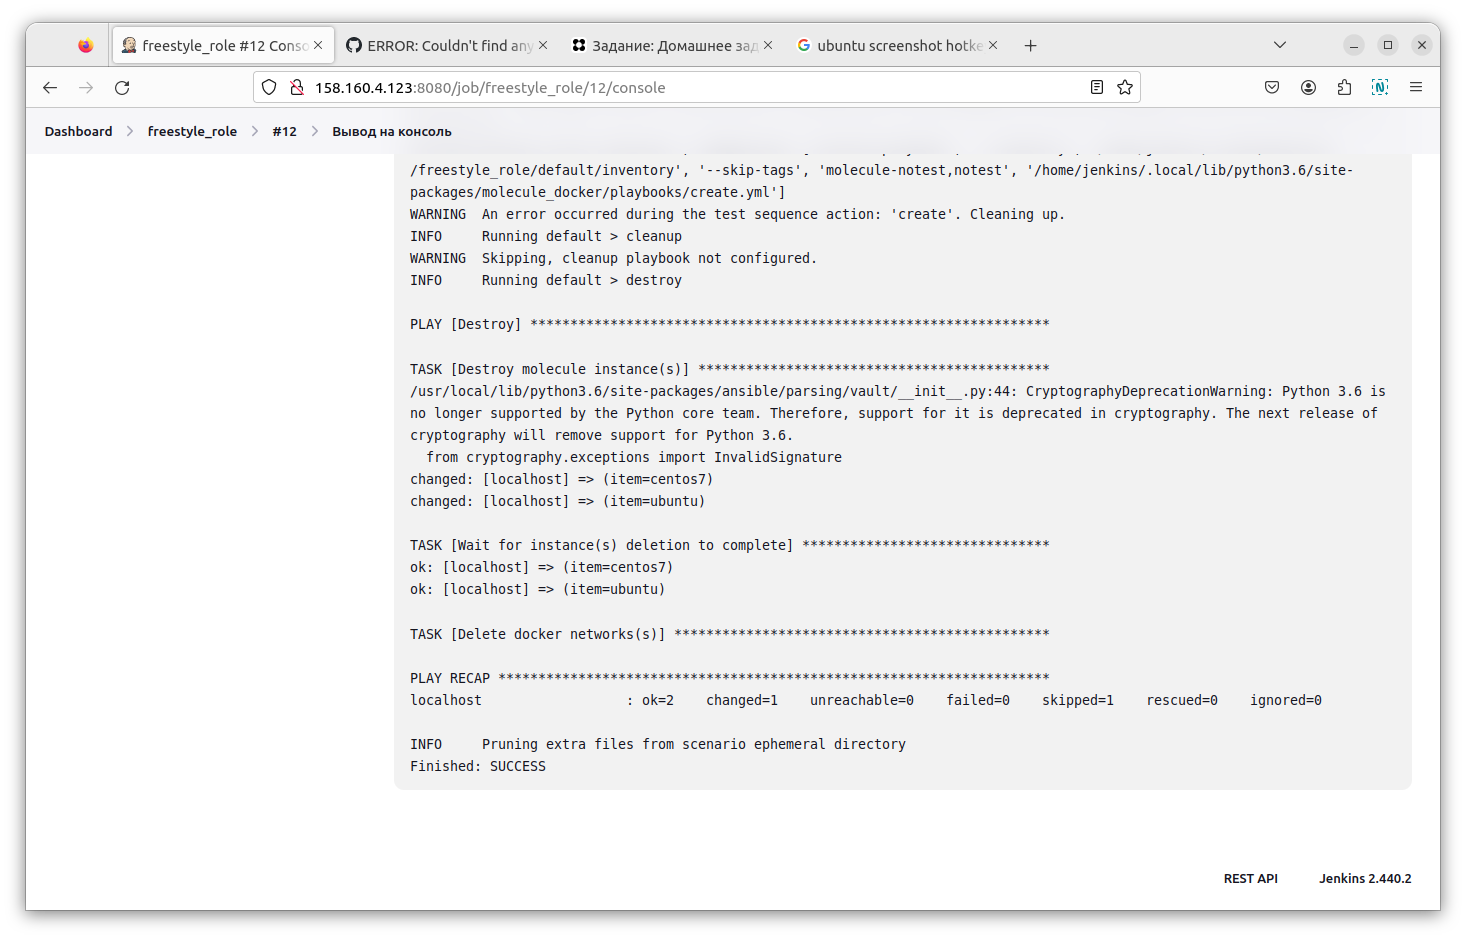 freestyle_role #12 Conso
ERROR: Couldn't find any
Задание: Домашнее зад
ubuntu screenshot hotke
158.160.4.123:8080/job/freestyle_role/12/console
Dashboard > freestyle_role > #12 > Вывод на консоль
/freestyle_role/default/inventory', '--skip-tags', 'molecule-notest,notest', '/home/jenkins/.local/lib/python3.6/site-
packages/molecule_docker/playbooks/create.yml']
WARNING  An error occurred during the test sequence action: 'create'. Cleaning up.
INFO     Running default > cleanup
WARNING  Skipping, cleanup playbook not configured.
INFO     Running default > destroy
PLAY [Destroy] *****************************************************************
TASK [Destroy molecule instance(s)] ********************************************
/usr/local/lib/python3.6/site-packages/ansible/parsing/vault/__init__.py:44: CryptographyDeprecationWarning: Python 3.6 is
no longer supported by the Python core team. Therefore, support for it is deprecated in cryptography. The next release of
cryptography will remove support for Python 3.6.
  from cryptography.exceptions import InvalidSignature
changed: [localhost] => (item=centos7)
changed: [localhost] => (item=ubuntu)
TASK [Wait for instance(s) deletion to complete] *******************************
ok: [localhost] => (item=centos7)
ok: [localhost] => (item=ubuntu)
TASK [Delete docker networks(s)] ***********************************************
PLAY RECAP *********************************************************************
localhost                  : ok=2    changed=1    unreachable=0    failed=0    skipped=1    rescued=0    ignored=0
INFO     Pruning extra files from scenario ephemeral directory
Finished: SUCCESS
REST API
Jenkins 2.440.2